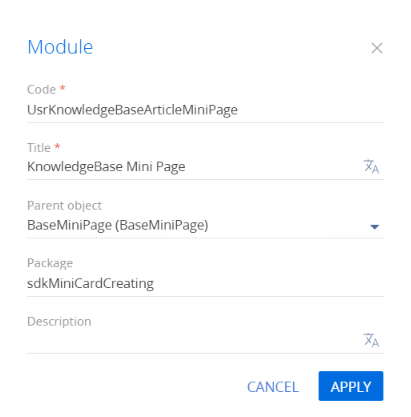 Module
Code *
UsrKnowledgeBaseArticleMiniPage
Title *
KnowledgeBase Mini Page
Parent object
BaseMiniPage (BaseMiniPage)
Package
sdkMiniCardCreating
Description
CANCEL APPLY